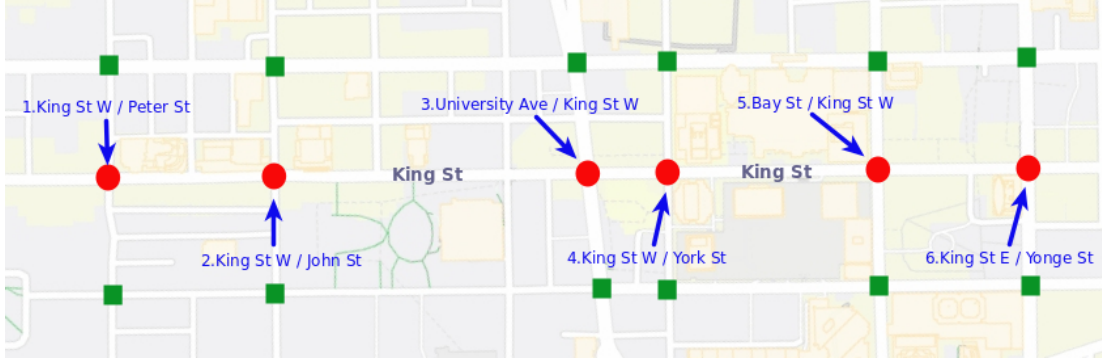 1.King St W / Peter St
3.University Ave / King St W
5.Bay St / King St W
King St
King St
2.King St W / John St
4.King St W / York St
6.King St E / Yonge St